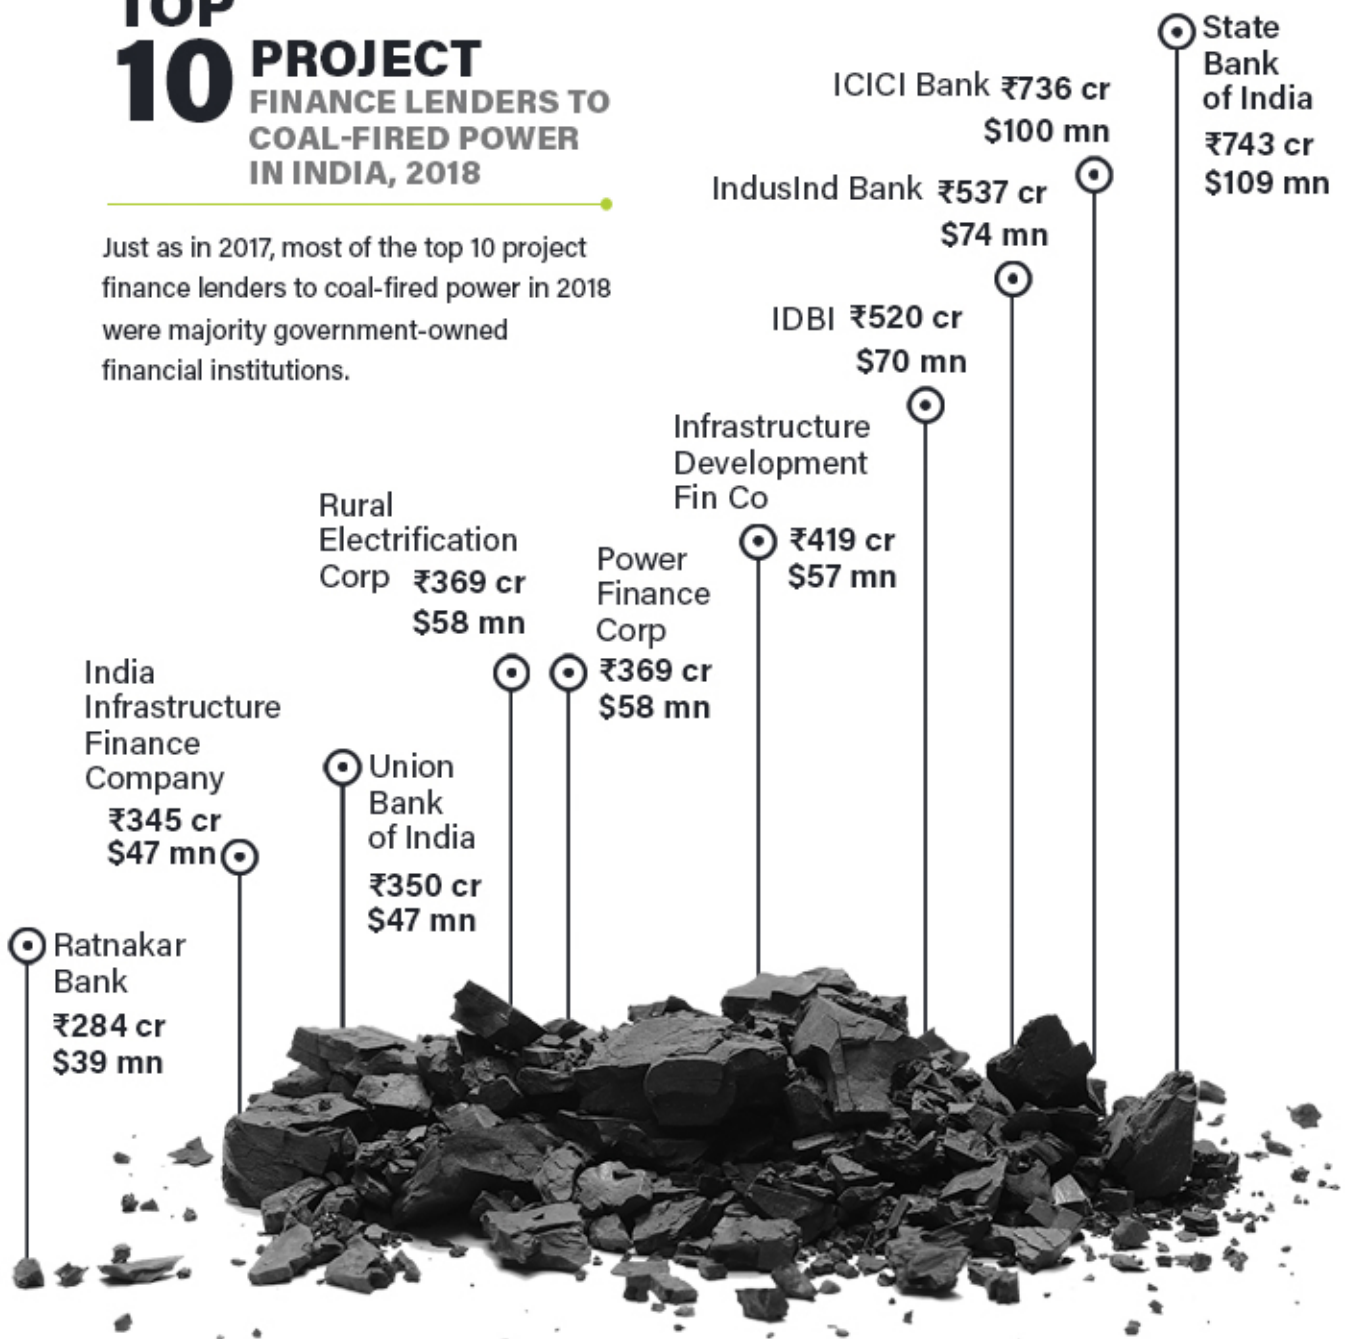 TOP
10 PROJECT
FINANCE LENDERS TO
COAL-FIRED POWER
IN INDIA, 2018
Just as in 2017, most of the top 10 project
finance lenders to coal-fired power in 2018
were majority government-owned
financial institutions.
State
Bank
of India
₹743 cr
$109 mn
ICICI Bank ₹736 cr
$100 mn
IndusInd Bank ₹537 cr
$74 mn
IDBI ₹520 cr
$70 mn
Infrastructure
Development
Fin Co
₹419 cr
$57 mn
Power
Finance
Corp
₹369 cr
$58 mn
Rural
Electrification
Corp ₹369 cr
$58 mn
Union
Bank
of India
₹350 cr
$47 mn
India
Infrastructure
Finance
Company
₹345 cr
$47 mn
Ratnakar
Bank
₹284 cr
$39 mn